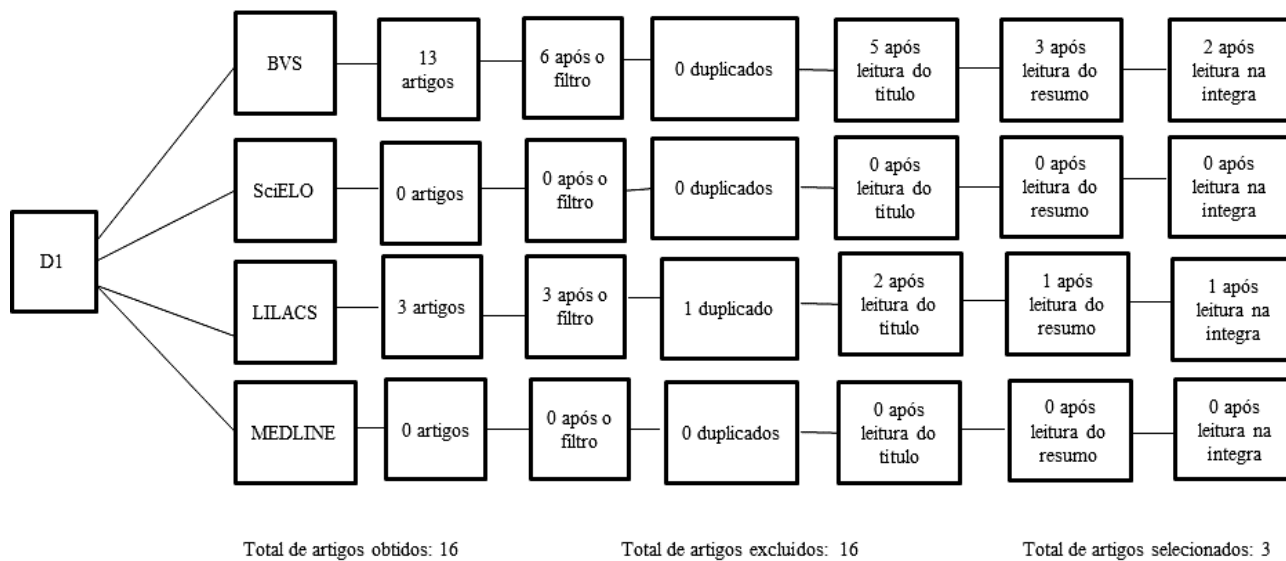 D1
BVS
13
artigos
6 após o
filtro
0 duplicados
5 após
leitura do
titulo
3 após
leitura do
resumo
2 após
leitura na
integra
SciELO
0 artigos
0 após o
filtro
0 duplicados
0 após
leitura do
titulo
0 após
leitura do
resumo
0 após
leitura na
integra
LILACS
3 artigos
3 após o
filtro
1 duplicado
2 após
leitura do
titulo
1 após
leitura do
resumo
1 após
leitura na
integra
MEDLINE
0 artigos
0 após o
filtro
0 duplicados
0 após
leitura do
titulo
0 após
leitura do
resumo
0 após
leitura na
integra
Total de artigos obtidos: 16
Total de artigos excluidos: 16
Total de artigos selecionados: 3